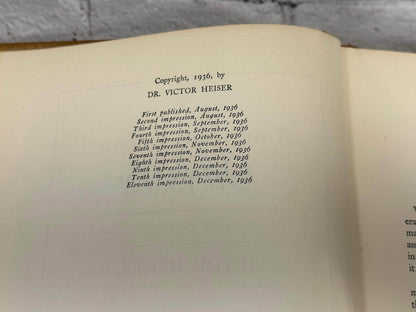 Copyright, 1936, by
DR. VICTOR HEISER
First published, August, 1936
Second impression, August, 1936
Third impression, September, 1936
Fourth impression, September, 1936
Fifth impression, October, 1936
Sixth impression, November, 1936
Seventh impression, November, 1936
Eighth impression, December, 1936
Ninth impression, December, 1936
Tenth impression, December, 1936
Eleventh impression, December, 1936